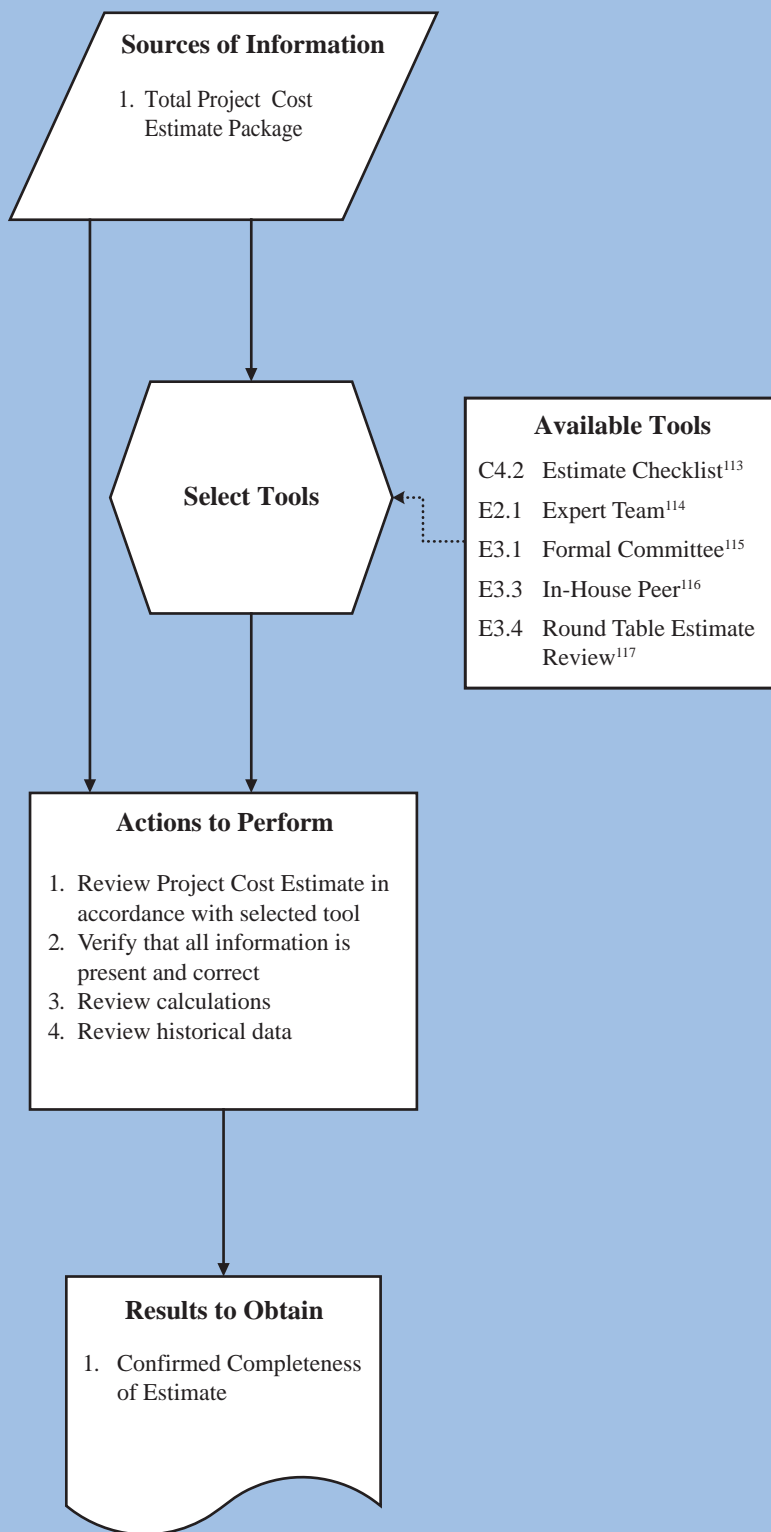 Sources of Information
1. Total Project Cost
Estimate Package
Select Tools
Available Tools
C4.2 Estimate Checklist113
E2.1 Expert Team114
E3.1 Formal Committee115
E3.3 In-House Peer116
E3.4 Round Table Estimate
Review117
Actions to Perform
1. Review Project Cost Estimate in
accordance with selected tool
2. Verify that all information is
present and correct
3. Review calculations
4. Review historical data
Results to Obtain
1. Confirmed Completeness
of Estimate